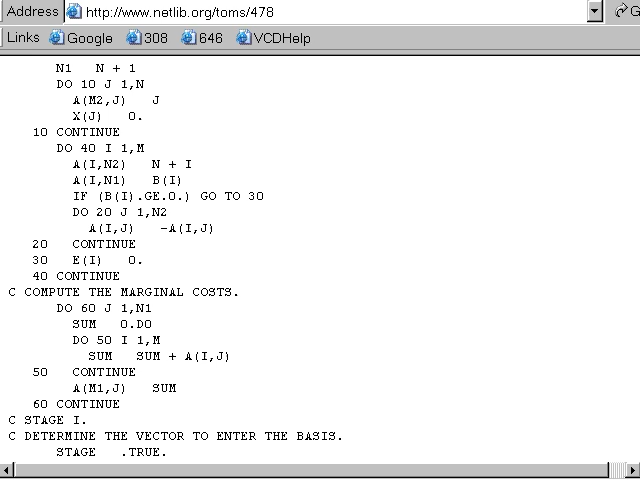 Address http://www.netlib.org/toms/478 G
Links Google 308 646 VCDHelp
N1 N + 1
DO 10 J 1,N
A(M2,J) J
X(J) 0.
10 CONTINUE
DO 40 I 1,M
A(I,N2) N + I
A(I,N1) B(I)
IF (B(I).GE.0.) GO TO 30
DO 20 J 1,N2
A(I,J) -A(I,J)
20 CONTINUE
30 E(I) 0.
40 CONTINUE
C COMPUTE THE MARGINAL COSTS.
DO 60 J 1,N1
SUM 0.D0
DO 50 I 1,M
SUM SUM + A(I,J)
50 CONTINUE
A(M1,J) SUM
60 CONTINUE
C STAGE I.
C DETERMINE THE VECTOR TO ENTER THE BASIS.
STAGE .TRUE.